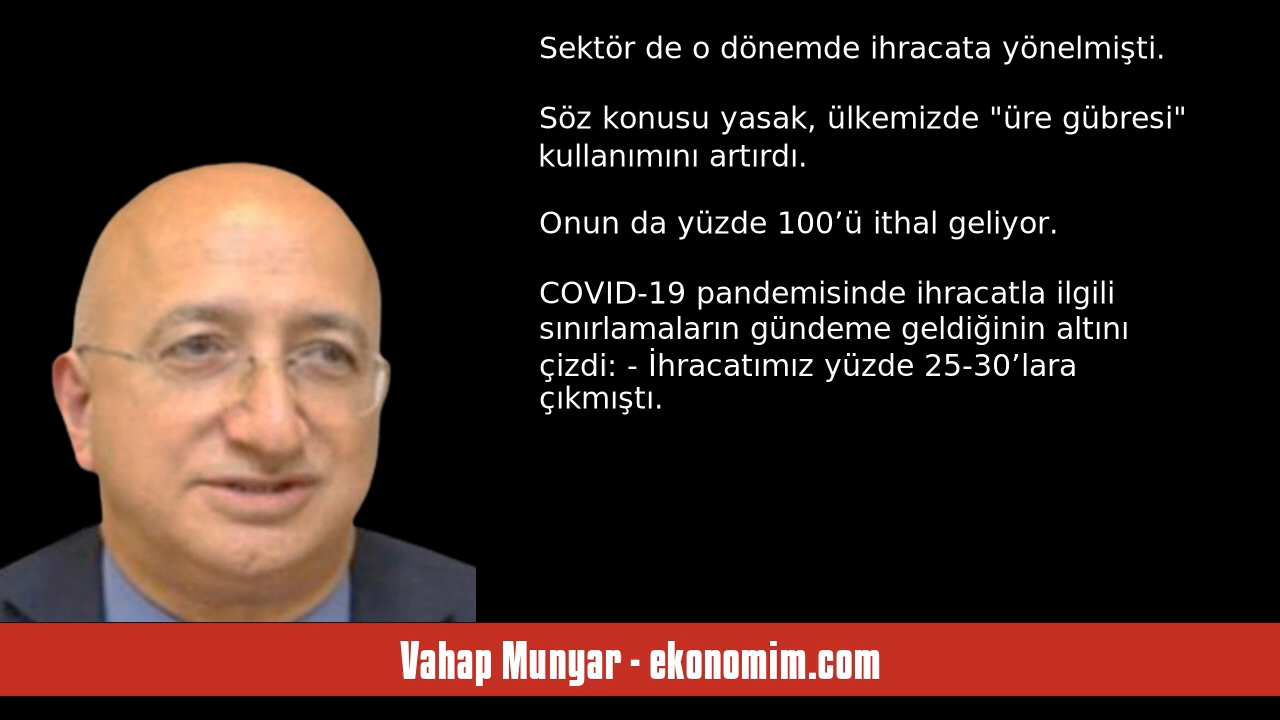 Sektör de o dönemde ihracata yönelmişti.
Söz konusu yasak, ülkemizde "üre gübresi"
kullanımını artırdı.
Onun da yüzde 100’ü ithal geliyor.
COVID-19 pandemisinde ihracatla ilgili
sınırlamaların gündeme geldiğinin altını
çizdi: - İhracatımız yüzde 25-30’lara
çıkmıştı.
Vahap Munyar - ekonomim.com